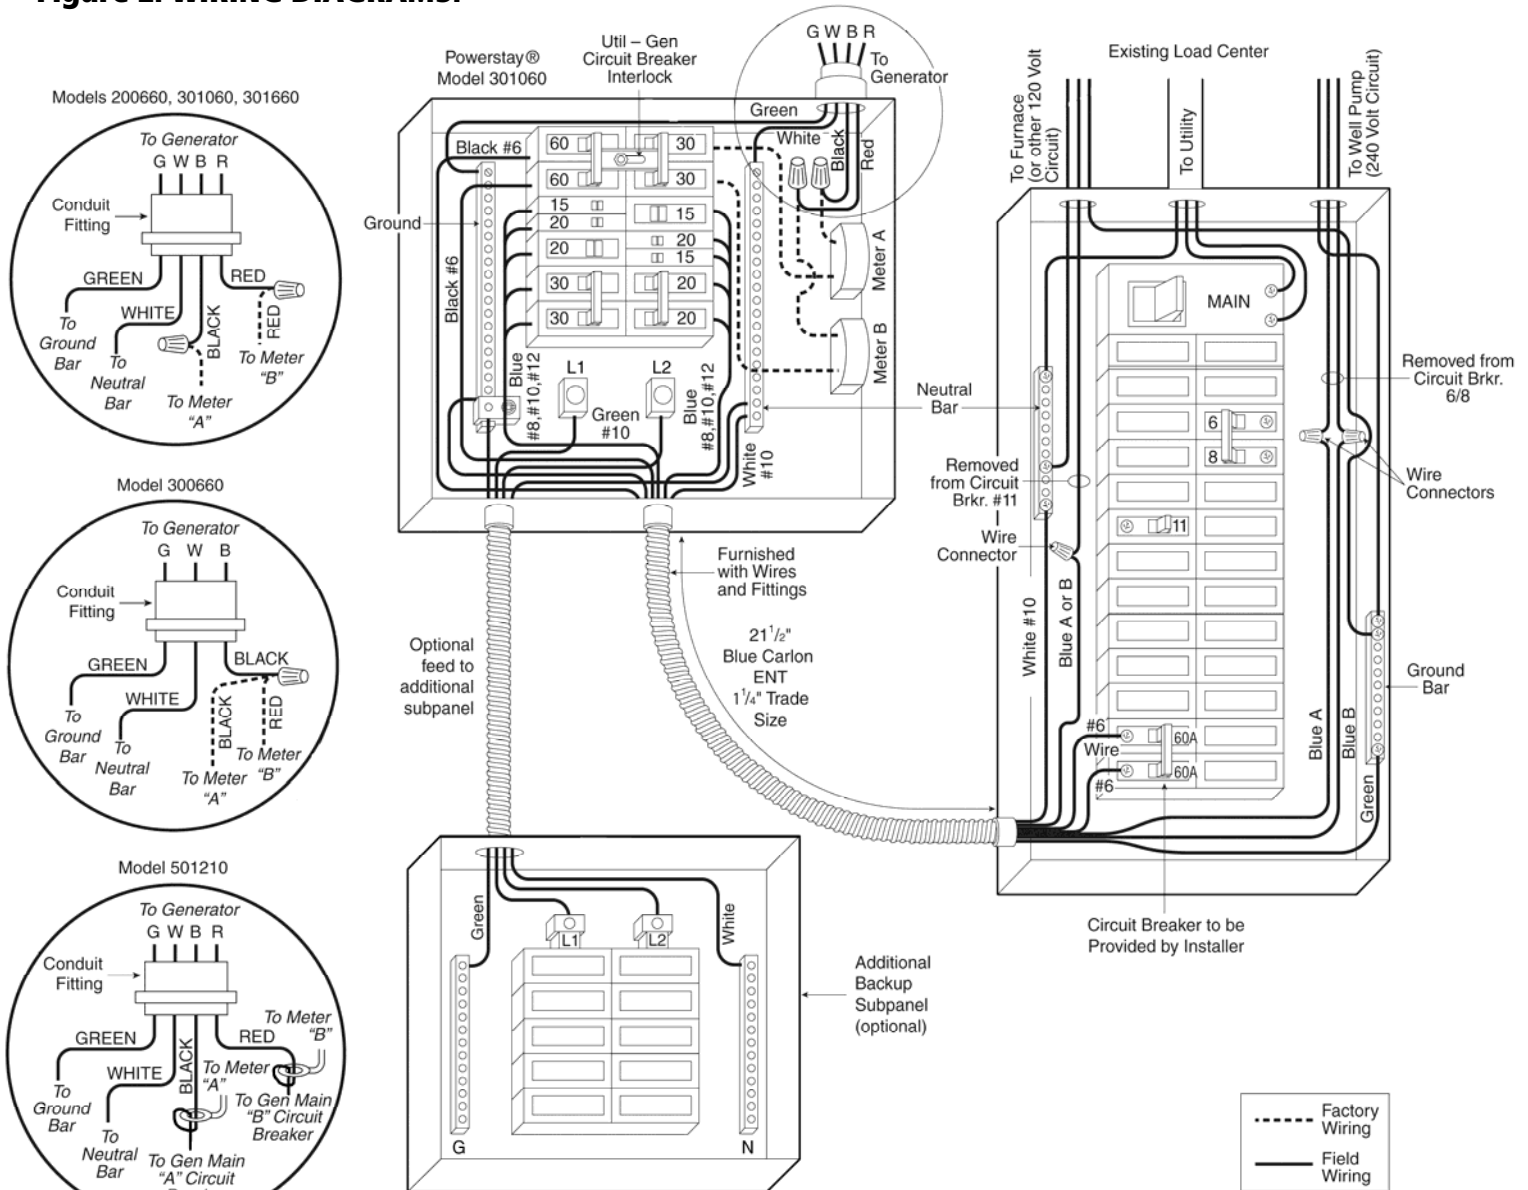 Figure 2. WIRING DIAGRAMS.
Models 200660, 301060, 301660
To Generator
G W B R
Conduit
Fitting
GREEN
RED
WHITE
BLACK
RED
To
Ground
Bar
To
Neutral
Bar
To Meter
"B"
To Meter
"A"
Model 300660
To Generator
G W B
Conduit
Fitting
GREEN
BLACK
WHITE
BLACK
RED
To
Ground
Bar
To
Neutral
Bar
To Meter
"B"
To Meter
"A"
Model 501210
To Generator
G W B R
Conduit
Fitting
GREEN
RED
WHITE
BLACK
To Meter
"B"
To Meter
"A"
To
Ground
Bar
To Gen Main
"B" Circuit
Breaker
To
Neutral
Bar
To Gen Main
"A" Circuit
Powerstay®
Model 301060
Util – Gen
Circuit Breaker
Interlock
G W B R
To
Generator
Green
White
Black
Red
Black #6
60
30
60
30
15
20
15
20
20
15
30
20
30
20
Ground
Black #6
Meter A
Meter B
Blue
#8,#10,#12
L1
L2
Green
#10
Blue
#8,#10,#12
White
#10
Neutral
Bar
Furnished
with Wires
and Fittings
Optional
feed to
additional
subpanel
21 1/2"
Blue Carlon
ENT
1 1/4" Trade
Size
Green
L1
L2
White
G
N
Additional
Backup
Subpanel
(optional)
Existing Load Center
To Furnace
(or other 120 Volt
Circuit)
To Utility
To Well Pump
(240 Volt Circuit)
MAIN
6
8
11
Removed from
Circuit Brkr.
6/8
Removed
from Circuit
Brkr. #11
Wire
Connector
Wire
Connectors
White #10
Blue A or B
#6
Wire
#6
60A
60A
Blue A
Blue B
Green
Ground
Bar
Circuit Breaker to be
Provided by Installer
Factory
Wiring
Field
Wiring